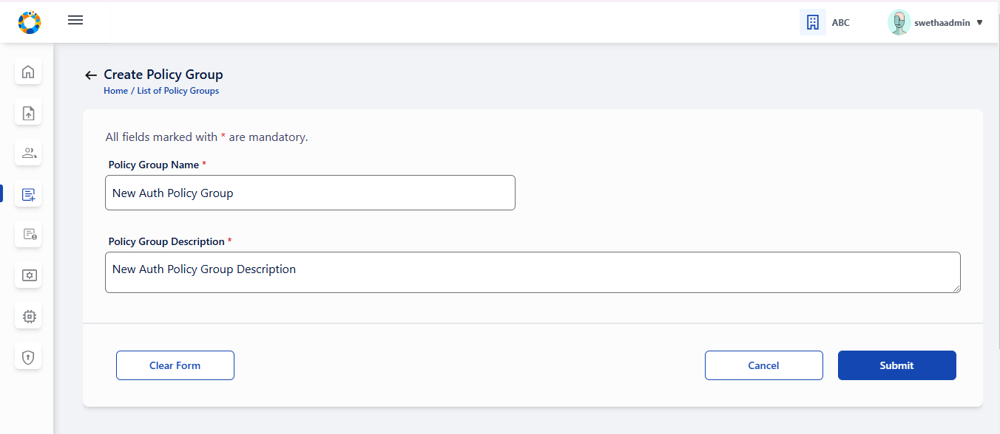 ABC
swethaadmin ▼
Create Policy Group
Home / List of Policy Groups
All fields marked with * are mandatory.
Policy Group Name *
New Auth Policy Group
Policy Group Description *
New Auth Policy Group Description
Clear Form
Cancel
Submit